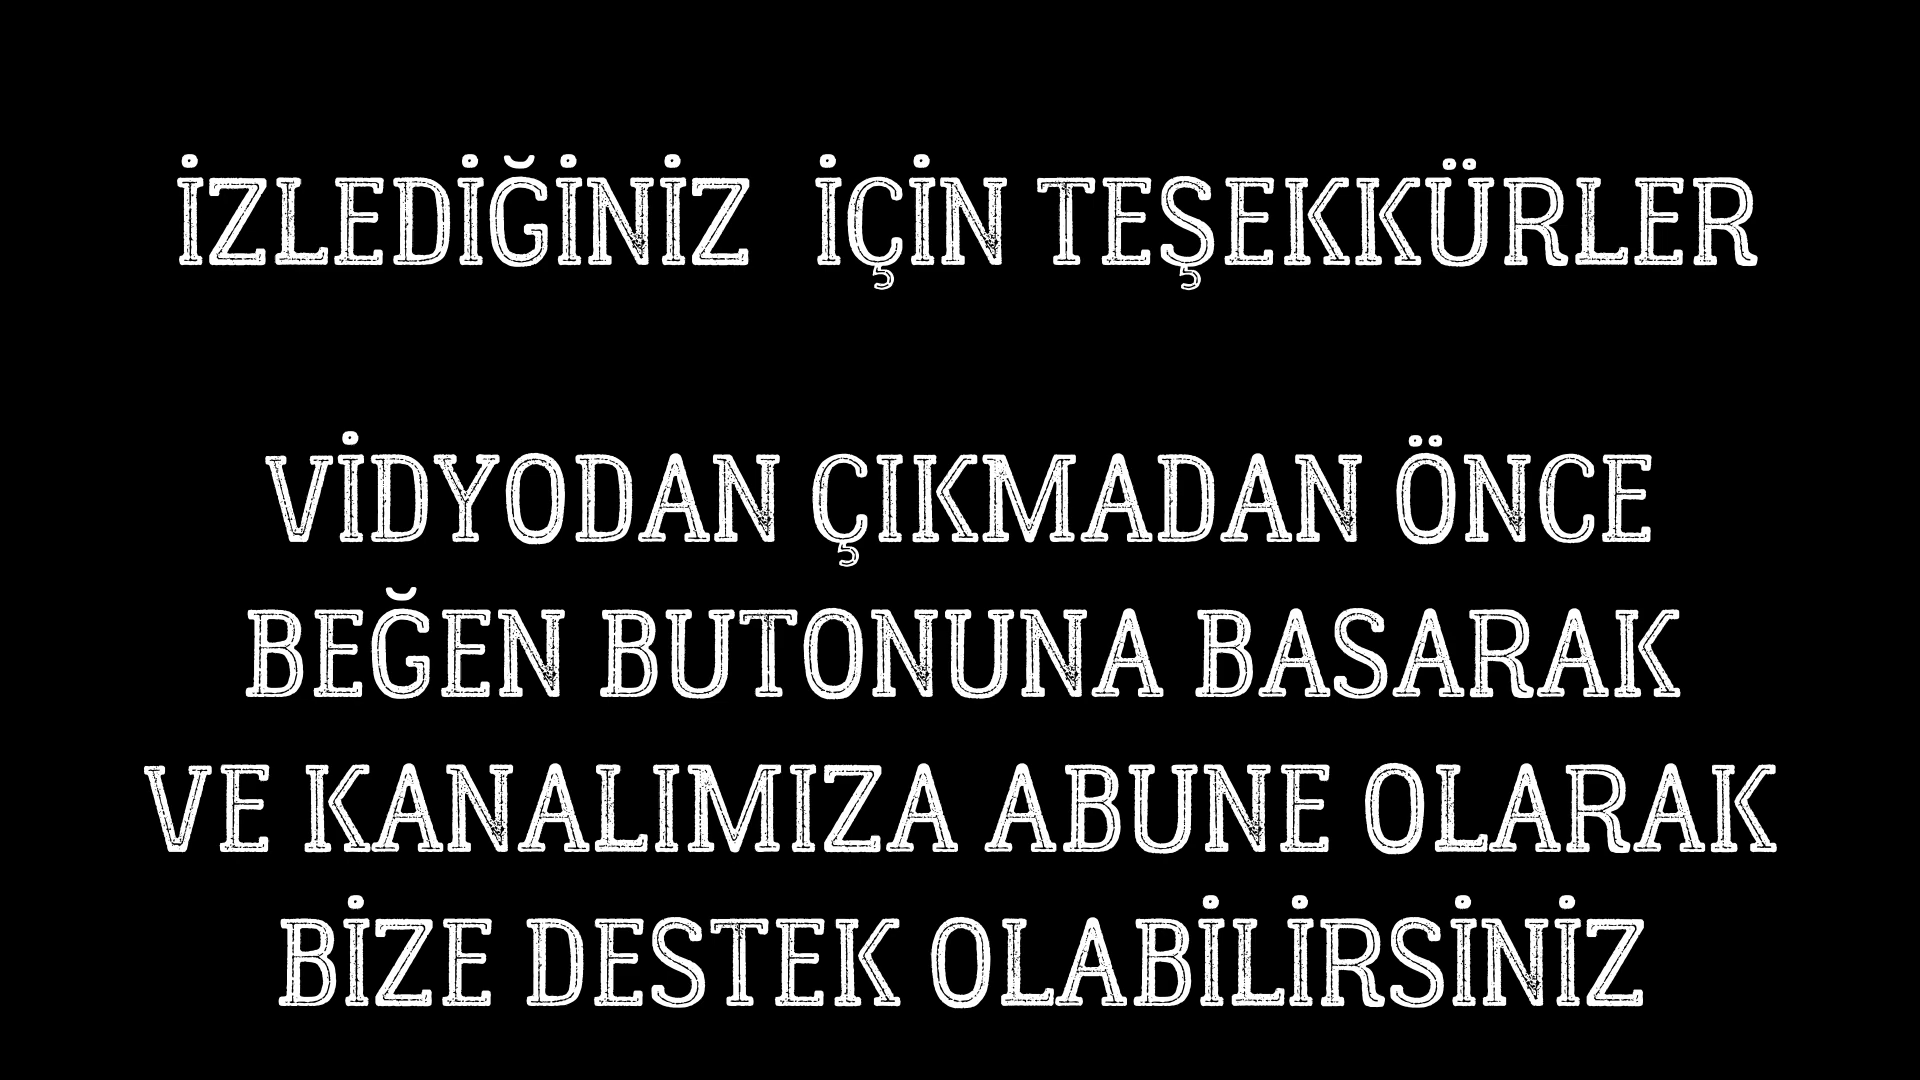 İZLEDİĞİNİZ İÇİN TEŞEKKÜRLER
VİDYODAN ÇIKMADAN ÖNCE
BEĞEN BUTONUNA BASARAK
VE KANALIMIZA ABUNE OLARAK
BİZE DESTEK OLABİLİRSİNİZ